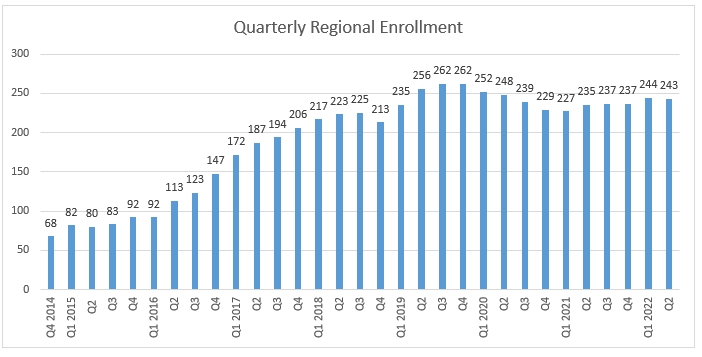 Quarterly Regional Enrollment
300
250
200
150
100
50
0
68 82 80 83 92 92 113 123 147 172 187 194 206 217 223 225 213 235 256 262 262 252 248 239 229 227 235 237 237 244 243
Q4 2014 Q1 2015 Q2 Q3 Q4 Q1 2016 Q2 Q3 Q4 Q1 2017 Q2 Q3 Q4 Q1 2018 Q2 Q3 Q4 Q1 2019 Q2 Q3 Q4 Q1 2020 Q2 Q3 Q4 Q1 2021 Q2 Q3 Q4 Q1 2022 Q2